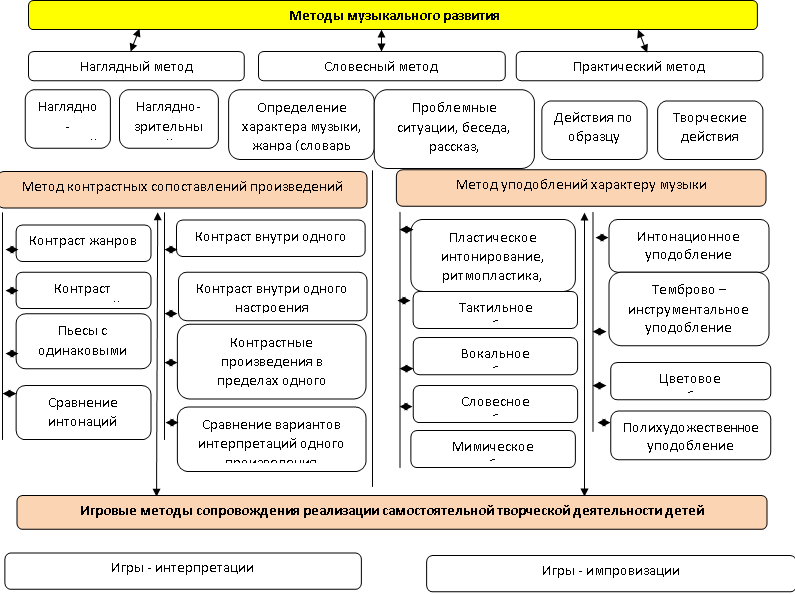 Методы музыкального развития
Наглядный метод
Словесный метод
Практический метод
Наглядно
-
Наглядно-
зрительны
Определение
характера музыки,
жанра (словарь
Проблемные
ситуации, беседа,
рассказ,
Действия по
образцу
Творческие
действия
Метод контрастных сопоставлений произведений
Метод уподоблений характеру музыки
Контраст жанров
Контраст
Пьесы с
одинаковыми
Сравнение
интонаций
Контраст внутри одного
Контраст внутри одного
настроения
Контрастные
произведения в
пределах одного
Сравнение вариантов
интерпретаций одного
произведения
Пластическое
интонирование,
ритмопластика,
Тактильное
Вокальное
Словесное
Мимическое
Интонационное
уподобление
Темброво –
инструментальное
уподобление
Цветовое
Полихудожественное
уподобление
Игровые методы сопровождения реализации самостоятельной творческой деятельности детей
Игры - интерпретации
Игры - импровизации